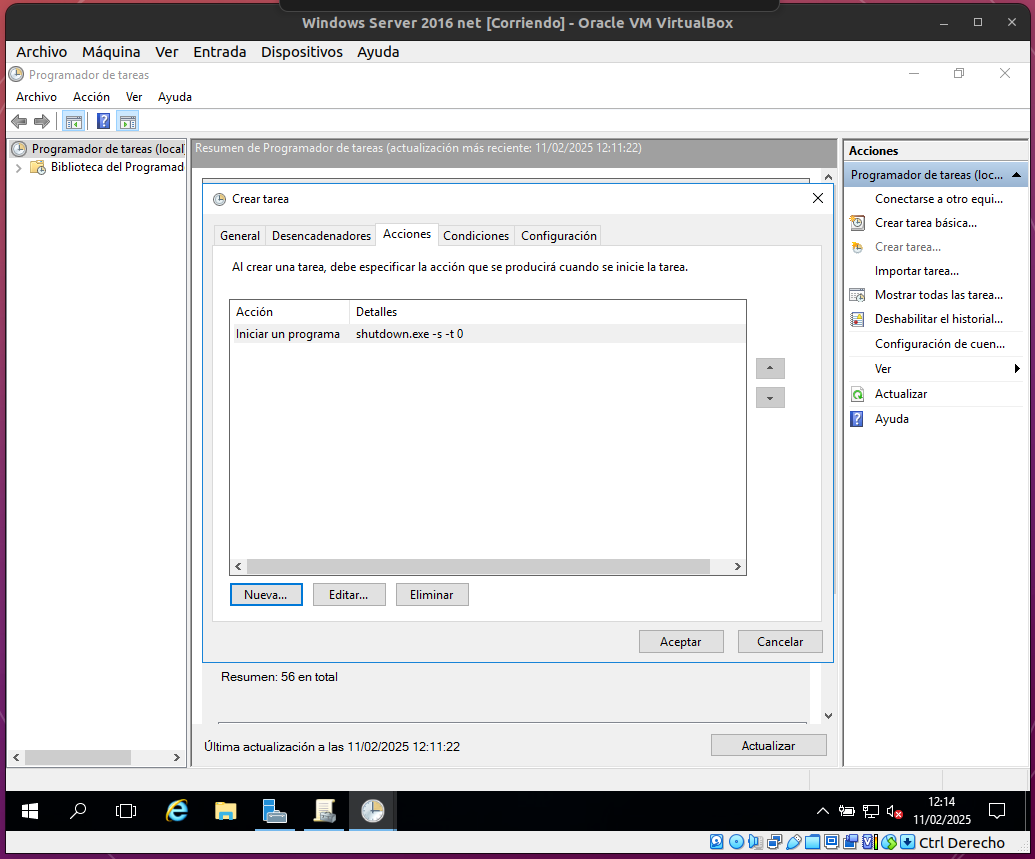 Windows Server 2016 net [Corriendo] - Oracle VM VirtualBox
Archivo Máquina Ver Entrada Dispositivos Ayuda
Programador de tareas
Archivo Acción Ver Ayuda
Programador de tareas (local
Biblioteca del Programad
Resumen de Programador de tareas (actualización más reciente: 11/02/2025 12:11:22)
Crear tarea
General Desencadenadores Acciones Condiciones Configuración
Al crear una tarea, debe especificar la acción que se producirá cuando se inicie la tarea.
Acción Detalles
Iniciar un programa shutdown.exe -s -t 0
Nueva... Editar... Eliminar
Aceptar Cancelar
Resumen: 56 en total
Última actualización a las 11/02/2025 12:11:22
Actualizar
Acciones
Programador de tareas (loc...
Conectarse a otro equi...
Crear tarea básica...
Crear tarea...
Importar tarea...
Mostrar todas las tarea...
Deshabilitar el historial...
Configuración de cuen...
Ver
Actualizar
Ayuda
12:14
11/02/2025
Ctrl Derecho